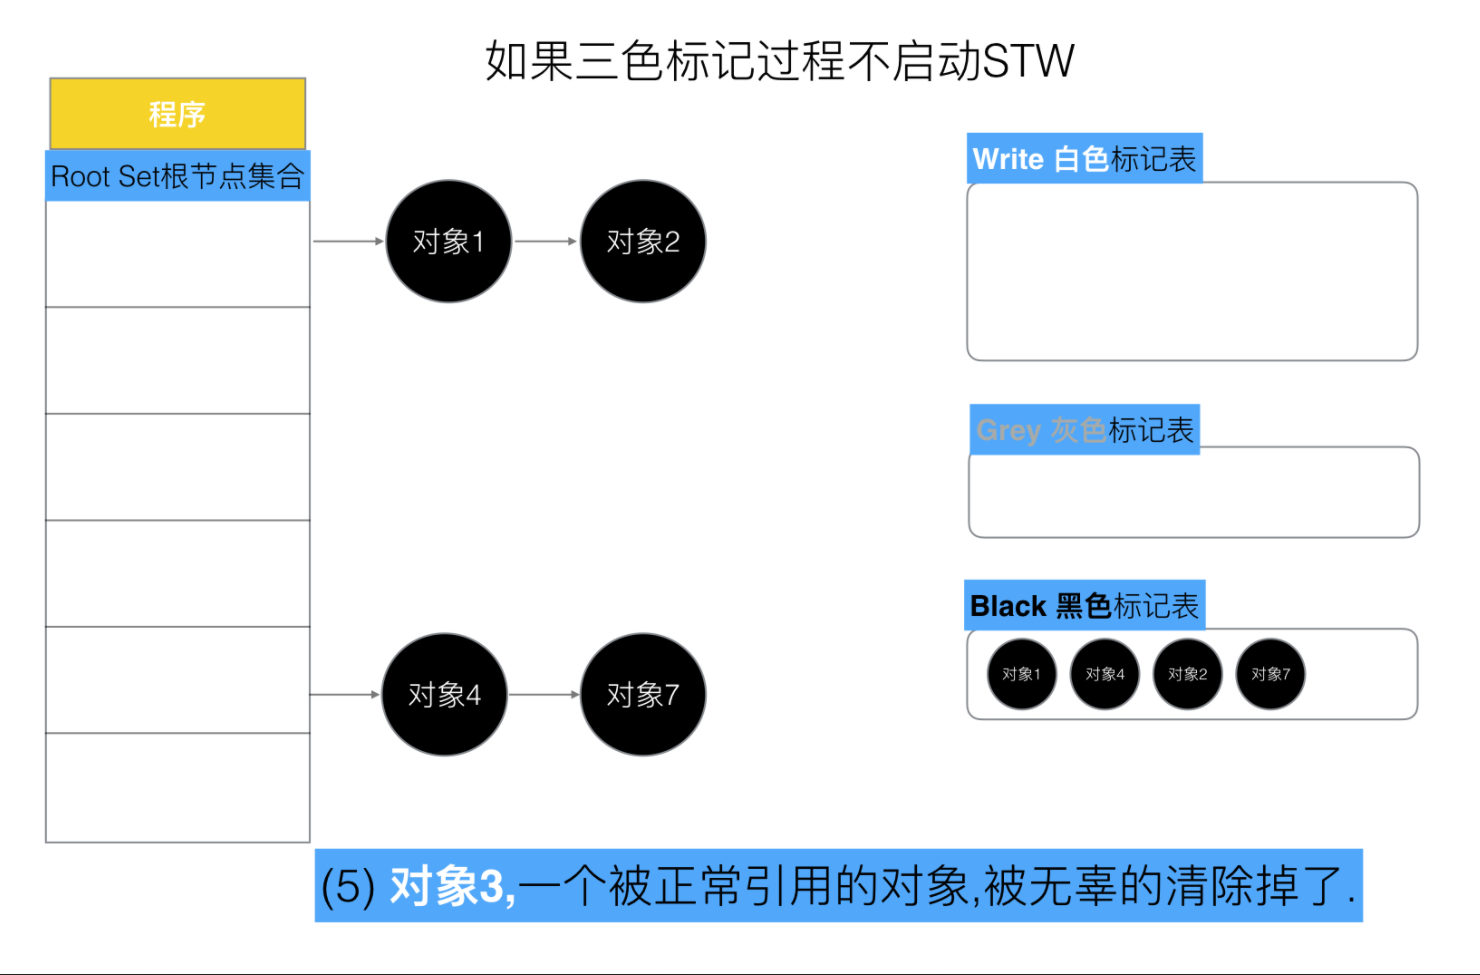 如果三色标记过程不启动STW
程序
Root Set根节点集合
对象1
对象2
对象4
对象7
Write 白色标记表
Grey 灰色标记表
Black 黑色标记表
对象1
对象4
对象2
对象7
(5) 对象3,一个被正常引用的对象,被无辜的清除掉了.